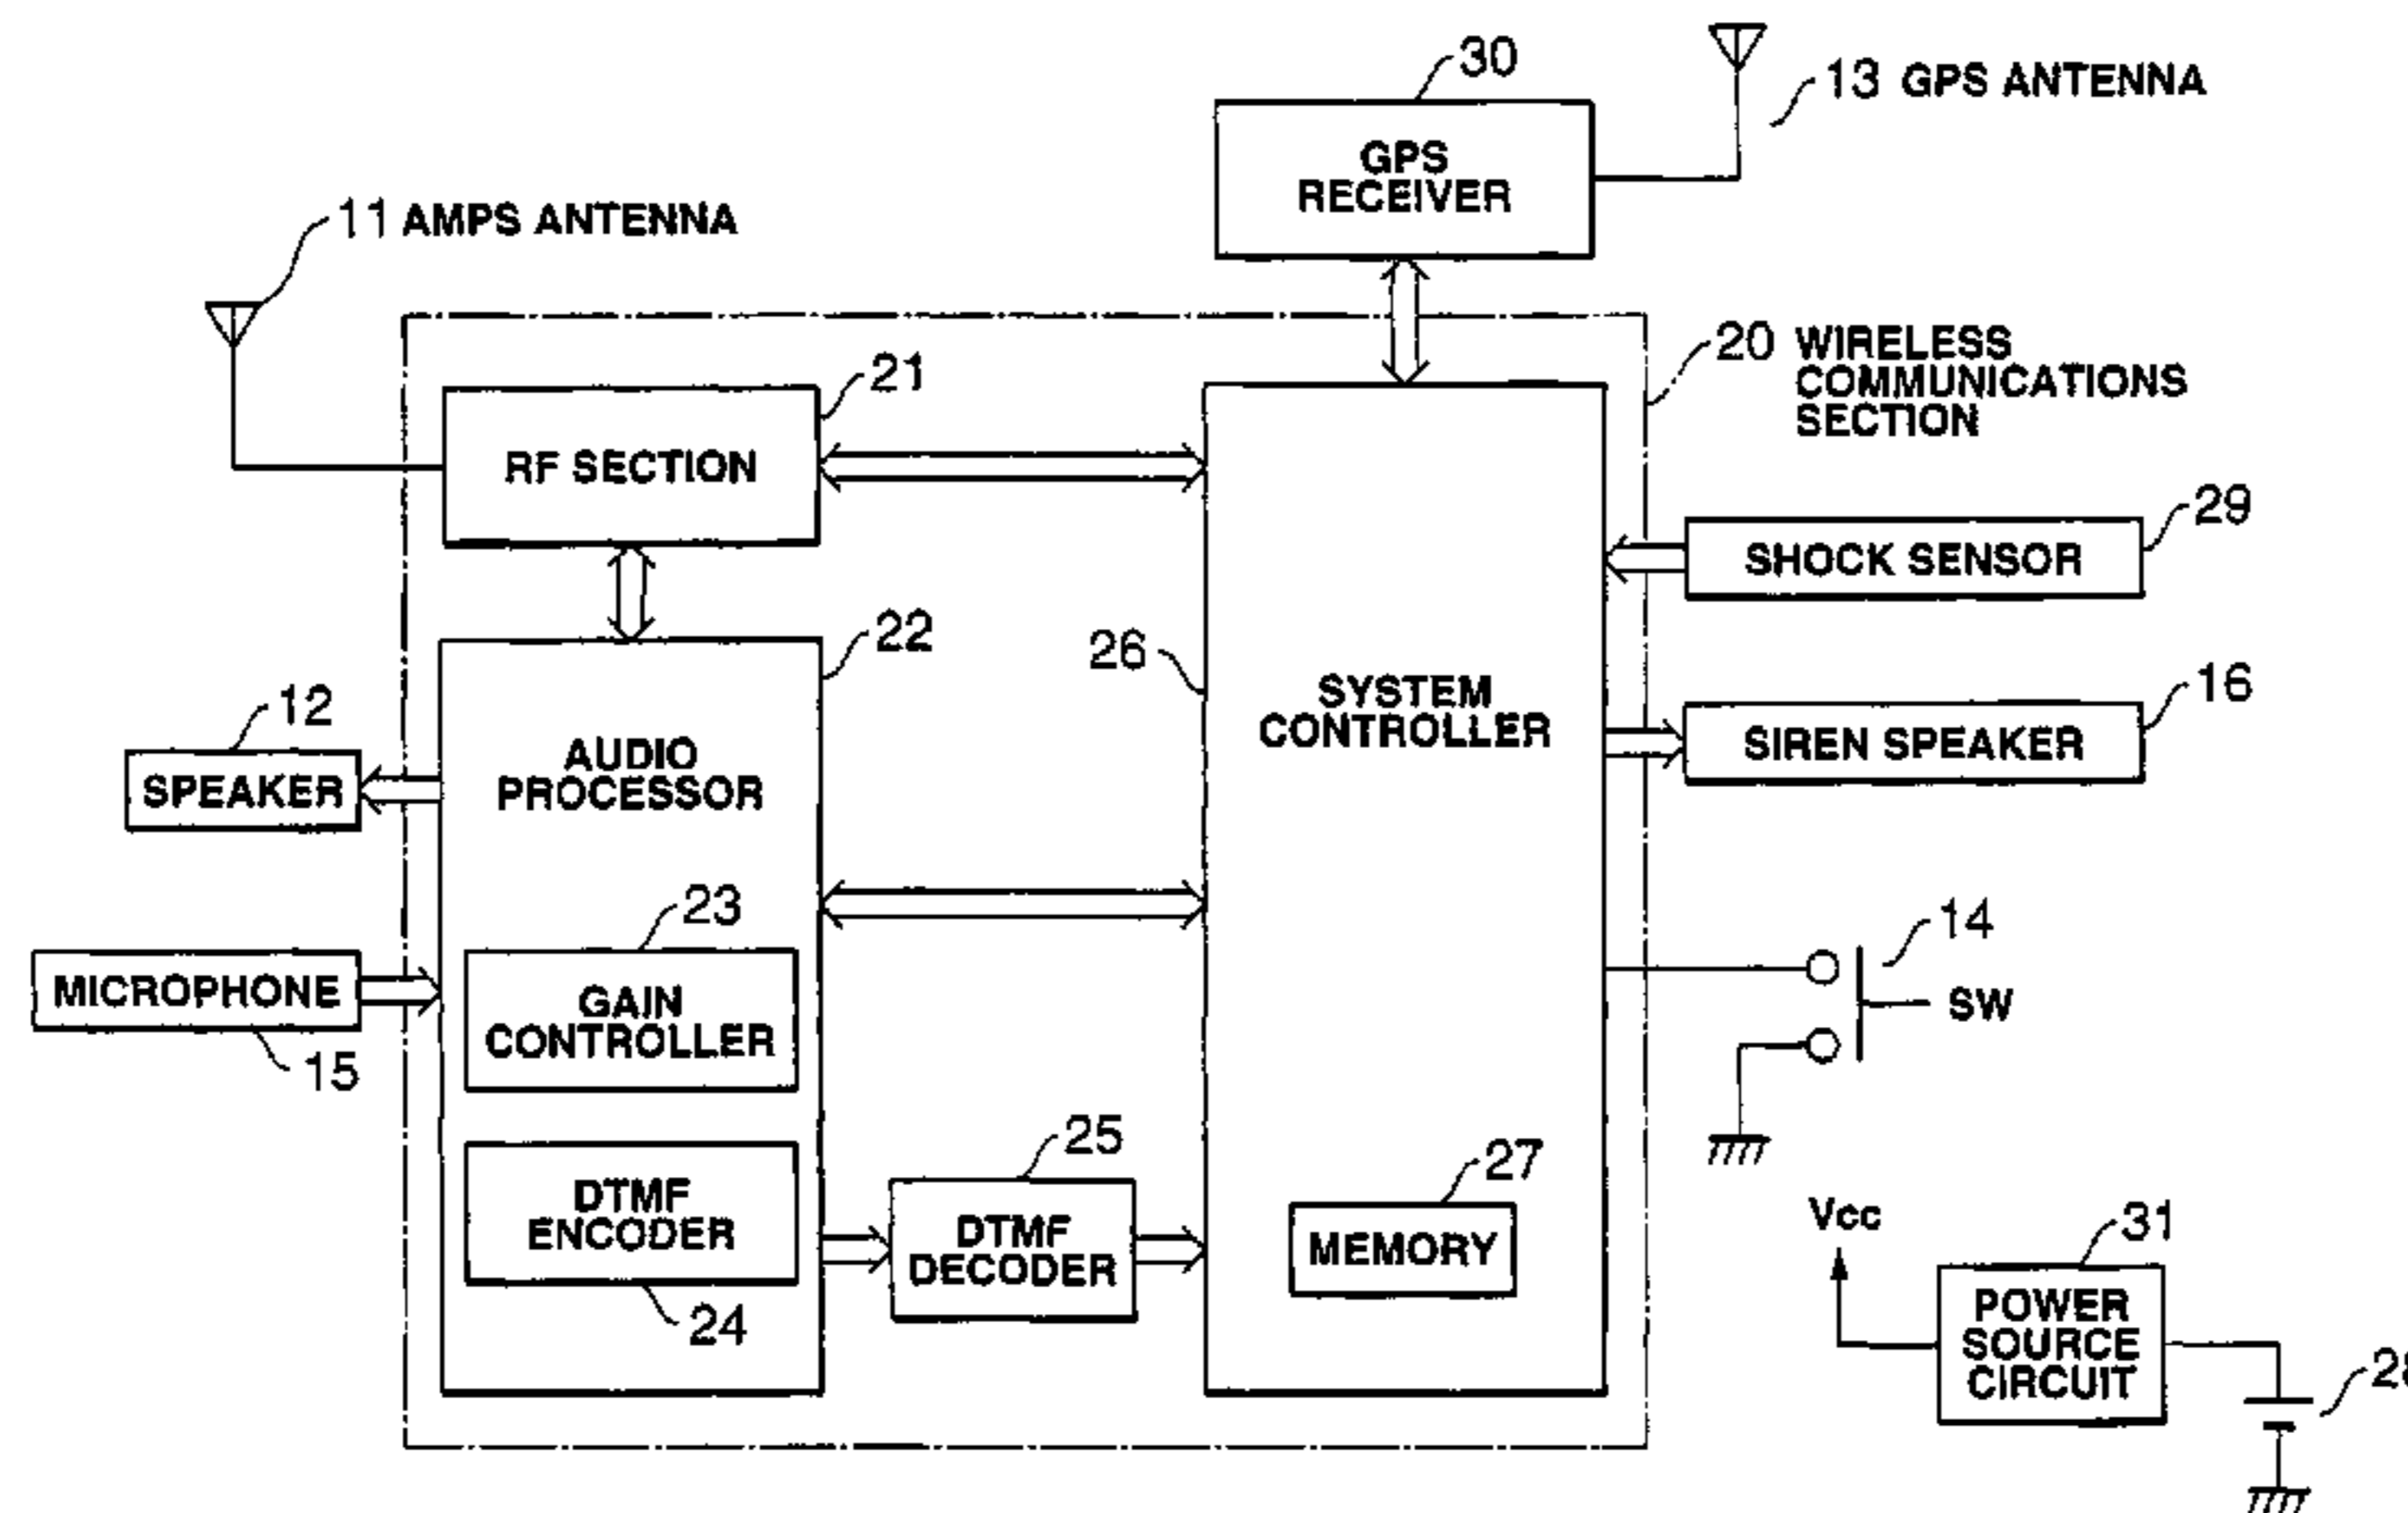 30
13 GPS ANTENNA
GPS
RECEIVER
11 AMPS ANTENNA
20 WIRELESS
COMMUNICATIONS
SECTION
21
RF SECTION
29
SHOCK SENSOR
22
26
SYSTEM
CONTROLLER
16
SIREN SPEAKER
12
SPEAKER
AUDIO
PROCESSOR
23
14
SW
MICROPHONE
15
GAIN
CONTROLLER
25
27
DTMF
ENCODER
24
DTMF
DECODER
MEMORY
Vcc
31
POWER
SOURCE
CIRCUIT